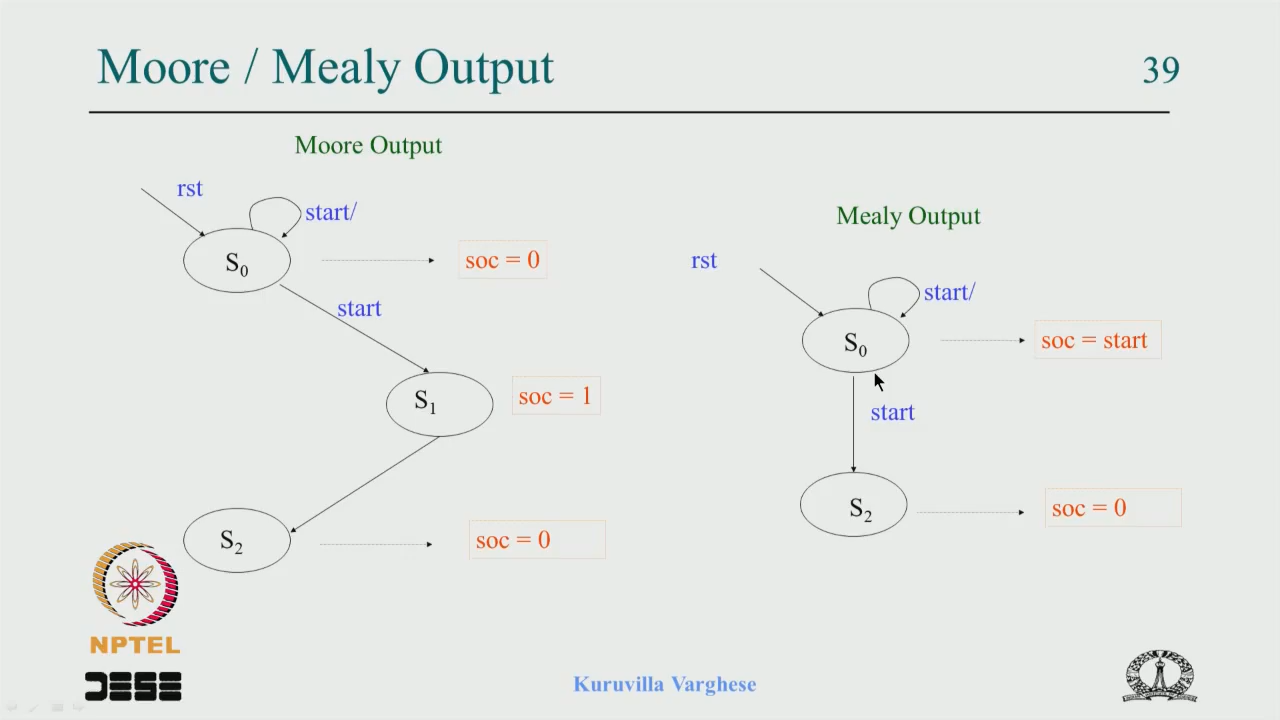 Moore / Mealy Output
39
Moore Output
rst
start/
S0
soc = 0
start
S1
soc = 1
S2
soc = 0
Mealy Output
rst
start/
S0
soc = start
start
S2
soc = 0
NPTEL
DESE
Kuruvilla Varghese